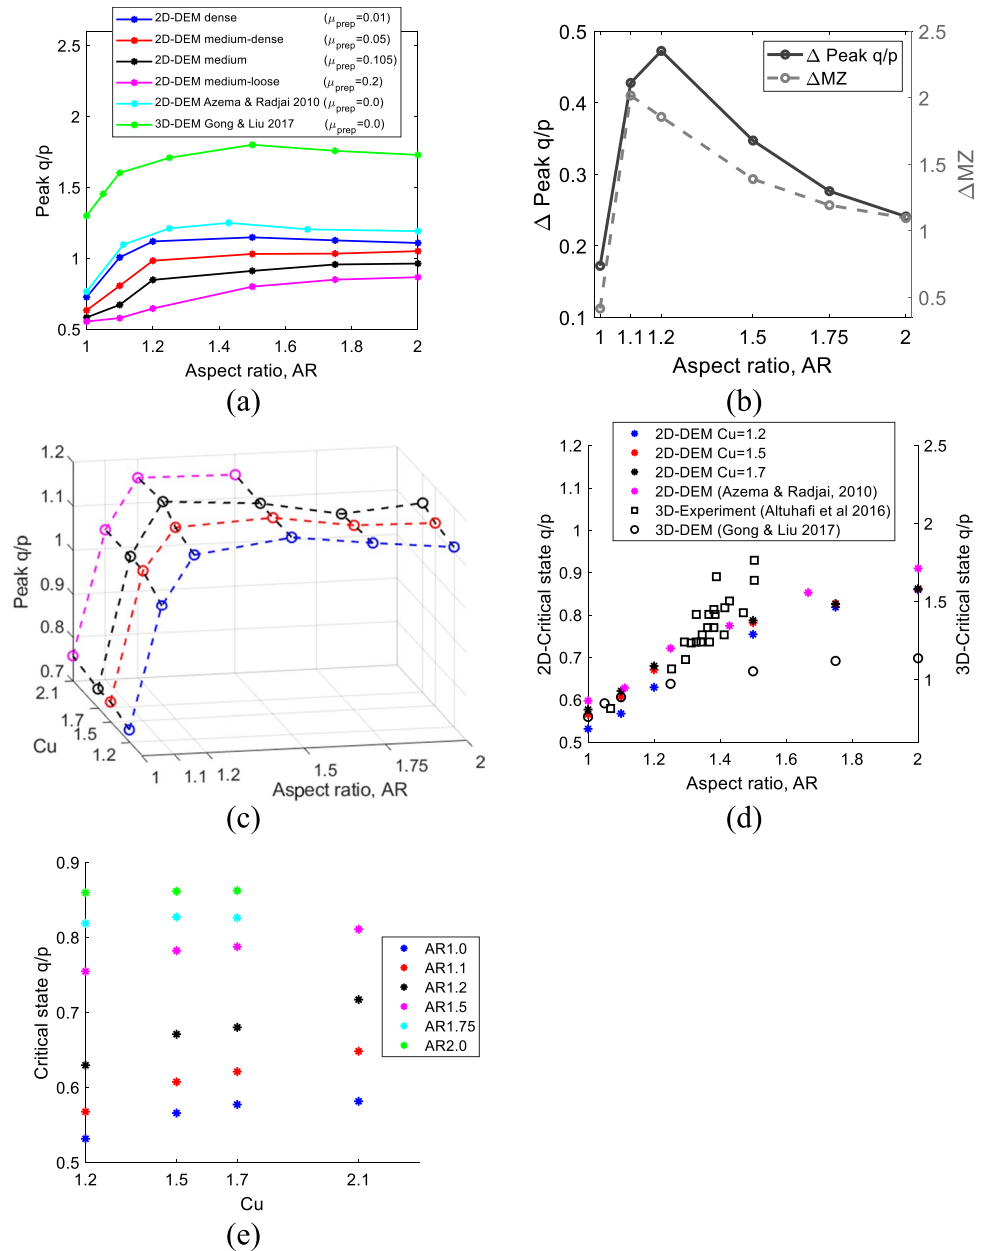 2D-DEM dense (μprep=0.01)
2D-DEM medium-dense (μprep=0.05)
2D-DEM medium (μprep=0.105)
2D-DEM medium-loose (μprep=0.2)
2D-DEM Azema & Radjai 2010 (μprep=0.0)
3D-DEM Gong & Liu 2017 (μprep=0.0)
2.5
2
1.5
1
0.5
Peak q/p
1 1.2 1.4 1.6 1.8 2
Aspect ratio, AR
(a)
Δ Peak q/p
ΔMZ
0.5
0.4
0.3
0.2
0.1
Δ Peak q/p
2.5
2
1.5
1
0.5
ΔMZ
1 1.1 1.2 1.5 1.75 2
Aspect ratio, AR
(b)
1.2
1.1
1
0.9
0.8
0.7
Peak q/p
2.1
1.7
1.5
1.2
Cu
1 1.1 1.2 1.5 1.75 2
Aspect ratio, AR
(c)
2D-DEM Cu=1.2
2D-DEM Cu=1.5
2D-DEM Cu=1.7
2D-DEM (Azema & Radjai, 2010)
3D-Experiment (Altuhafi et al 2016)
3D-DEM (Gong & Liu 2017)
1.2
1.1
1
0.9
0.8
0.7
0.6
0.5
2D-Critical state q/p
2.5
2
1.5
1
3D-Critical state q/p
1 1.2 1.4 1.6 1.8 2
Aspect ratio, AR
(d)
0.9
0.8
0.7
0.6
0.5
Critical state q/p
AR1.0
AR1.1
AR1.2
AR1.5
AR1.75
AR2.0
1.2 1.5 1.7 2.1
Cu
(e)